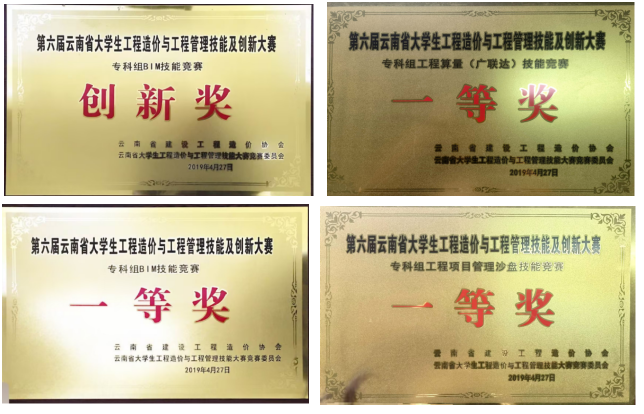 第六届云南省大学生工程造价与工程管理技能及创新大赛
专科组BIM技能竞赛
创新奖
云南省建设工程造价协会
云南省大学生工程造价与工程管理技能大赛竞赛委员会
2019年4月27日
第六届云南省大学生工程造价与工程管理技能及创新大赛
专科组工程算量（广联达）技能竞赛
一等奖
云南省建设工程造价协会
云南省大学生工程造价与工程管理技能大赛竞赛委员会
2019年4月27日
第六届云南省大学生工程造价与工程管理技能及创新大赛
专科组BIM技能竞赛
一等奖
云南省建设工程造价协会
云南省大学生工程造价与工程管理技能大赛竞赛委员会
2019年4月27日
第六届云南省大学生工程造价与工程管理技能及创新大赛
专科组工程项目管理沙盘技能竞赛
一等奖
云南省建设工程造价协会
云南省大学生工程造价与工程管理技能大赛竞赛委员会
2019年4月27日